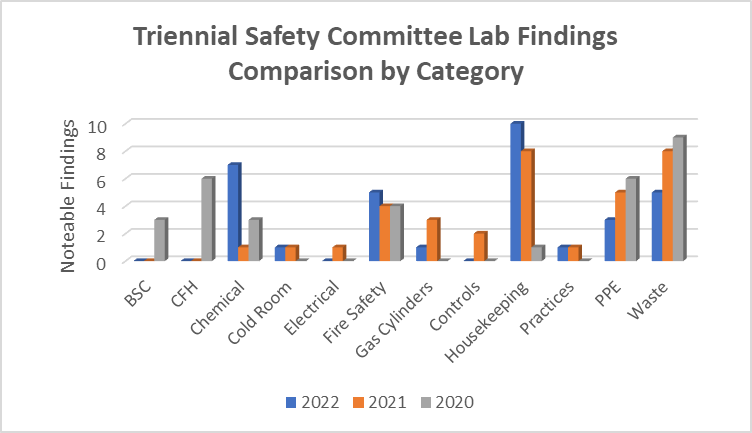 Triennial Safety Committee Lab Findings
Comparison by Category
Noteable Findings
10
8
6
4
2
0
BSC
CFH
Chemical
Cold Room
Electrical
Fire Safety
Gas Cylinders
Controls
Housekeeping
Practices
PPE
Waste
2022 2021 2020